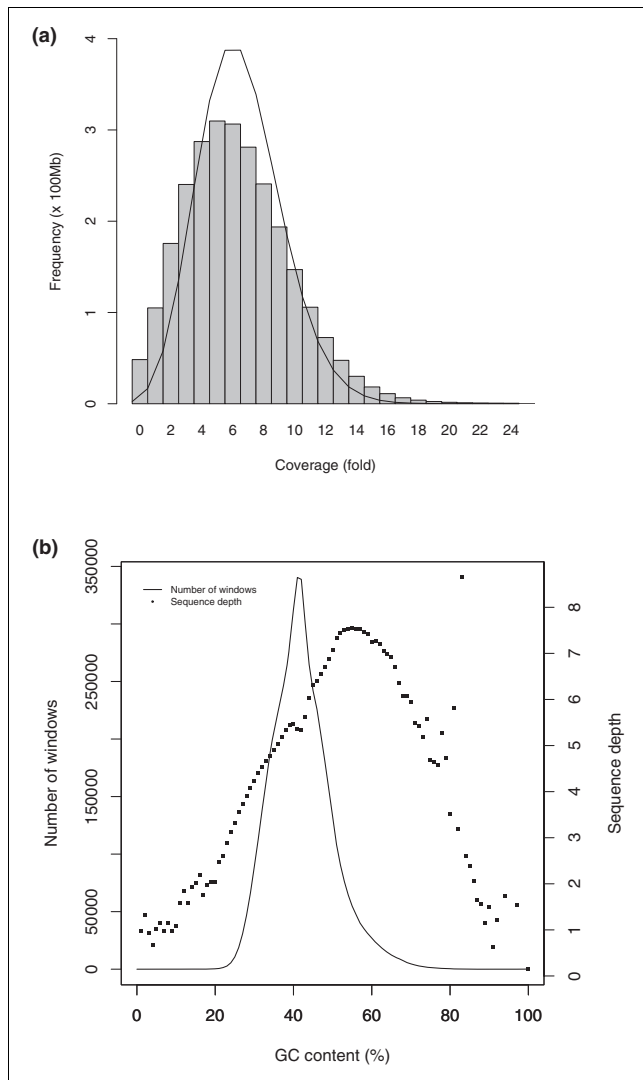 (a)
Frequency (x 100Mb)
4
3
2
1
0
0 2 4 6 8 10 12 14 16 18 20 22 24
Coverage (fold)
(b)
Number of windows
350000
250000
150000
50000
0
Number of windows
Sequence depth
8
7
6
5
4
3
2
1
0
Sequence depth
0 20 40 60 80 100
GC content (%)